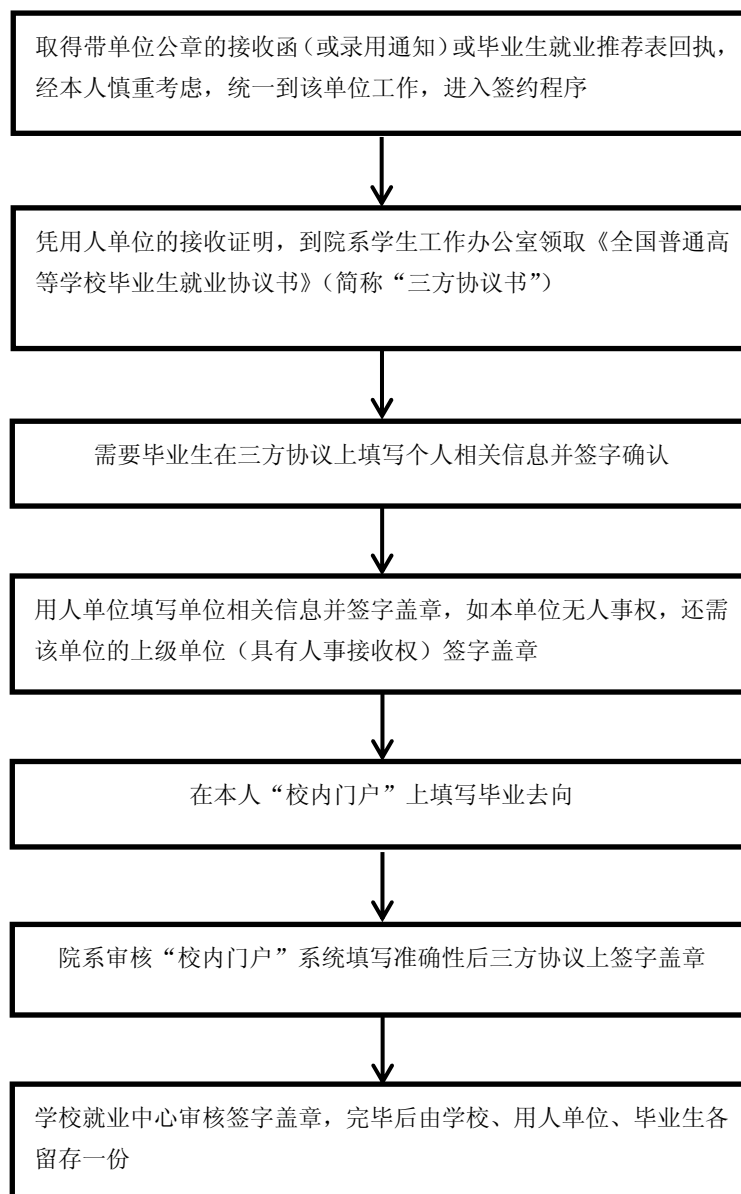 取得带单位公章的接收函（或录用通知）或毕业生就业推荐表回执，
经本人慎重考虑，统一到该单位工作，进入签约程序
凭用人单位的接收证明，到院系学生工作办公室领取《全国普通高
等学校毕业生就业协议书》（简称“三方协议书”）
需要毕业生在三方协议上填写个人相关信息并签字确认
用人单位填写单位相关信息并签字盖章，如本单位无人事权，还需
该单位的上级单位（具有人事接收权）签字盖章
在本人“校内门户”上填写毕业去向
院系审核“校内门户”系统填写准确性后三方协议上签字盖章
学校就业中心审核签字盖章，完毕后由学校、用人单位、毕业生各
留存一份